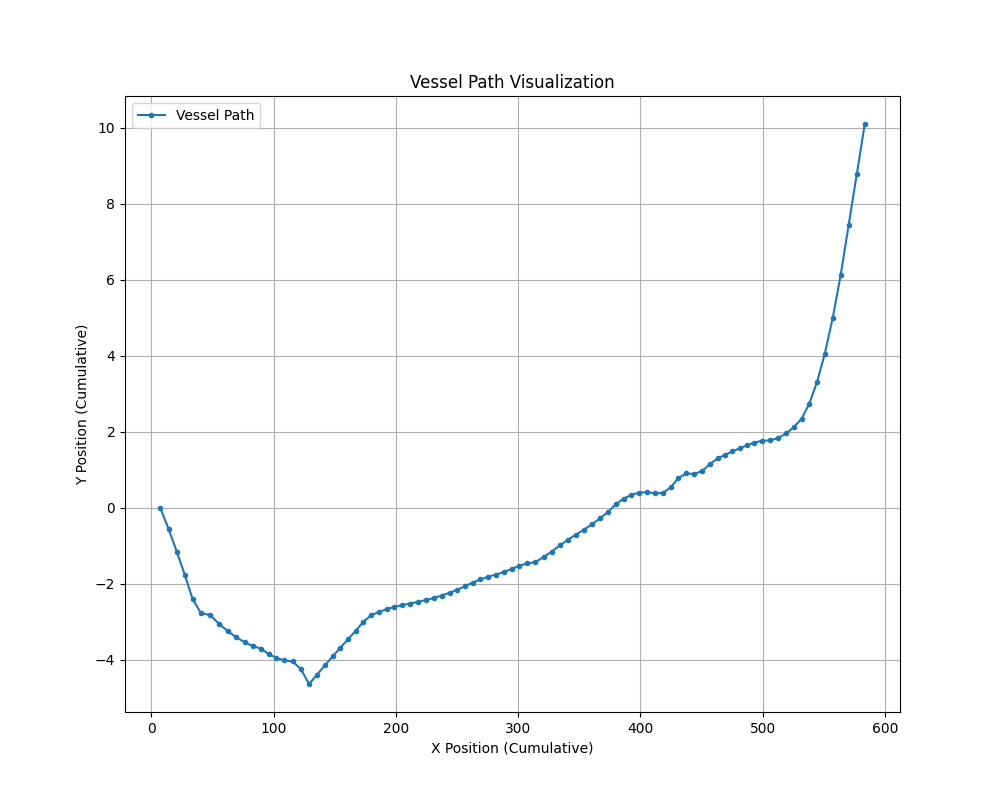 Vessel Path Visualization
Vessel Path
Y Position (Cumulative)
10
8
6
4
2
0
−2
−4
0 100 200 300 400 500 600
X Position (Cumulative)